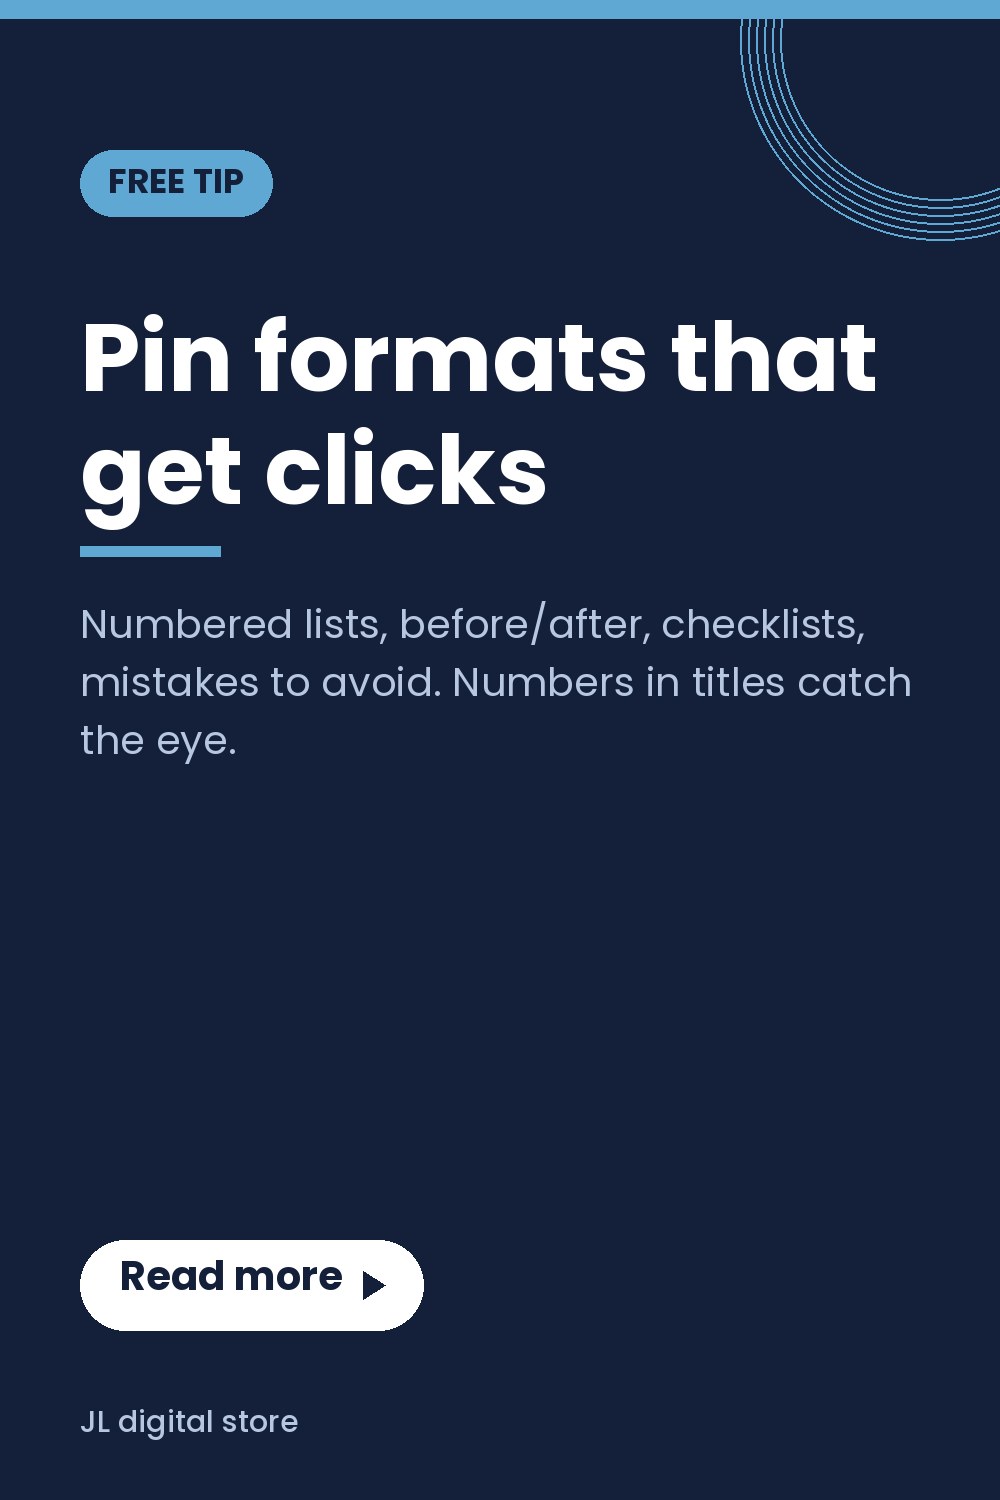 FREE TIP
Pin formats that
get clicks
Numbered lists, before/after, checklists,
mistakes to avoid. Numbers in titles catch
the eye.
Read more
JL digital store